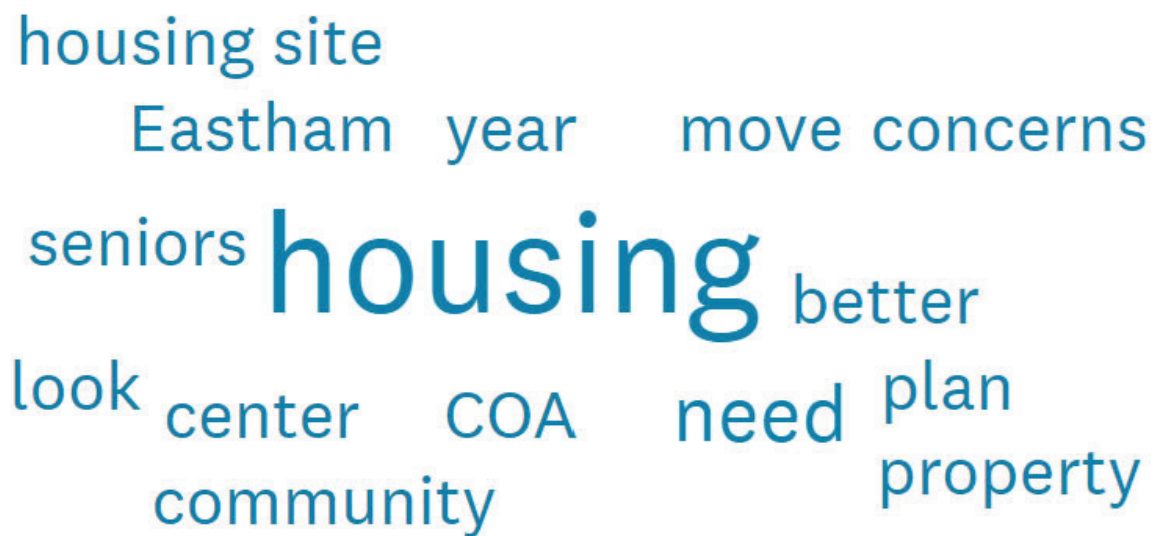 housing site
Eastham year move concerns
seniors housing better
look center COA need plan
community property